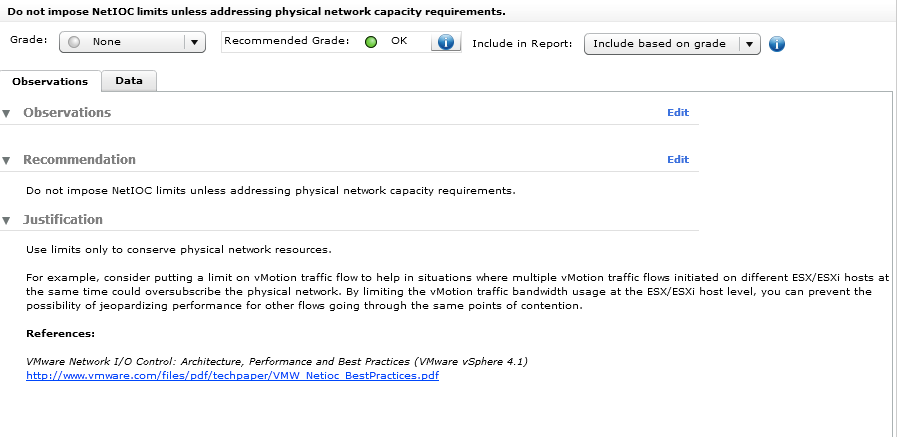 Do not impose NetIOC limits unless addressing physical network capacity requirements.
Grade: None Recommended Grade: OK Include in Report: Include based on grade
Observations Data
Observations Edit
Recommendation Edit
Do not impose NetIOC limits unless addressing physical network capacity requirements.
Justification
Use limits only to conserve physical network resources.
For example, consider putting a limit on vMotion traffic flow to help in situations where multiple vMotion traffic flows initiated on different ESX/ESXi hosts at
the same time could oversubscribe the physical network. By limiting the vMotion traffic bandwidth usage at the ESX/ESXi host level, you can prevent the
possibility of jeopardizing performance for other flows going through the same points of contention.
References:
VMware Network I/O Control: Architecture, Performance and Best Practices (VMware vSphere 4.1)
http://www.vmware.com/files/pdf/techpaper/VMW_Netioc_BestPractices.pdf